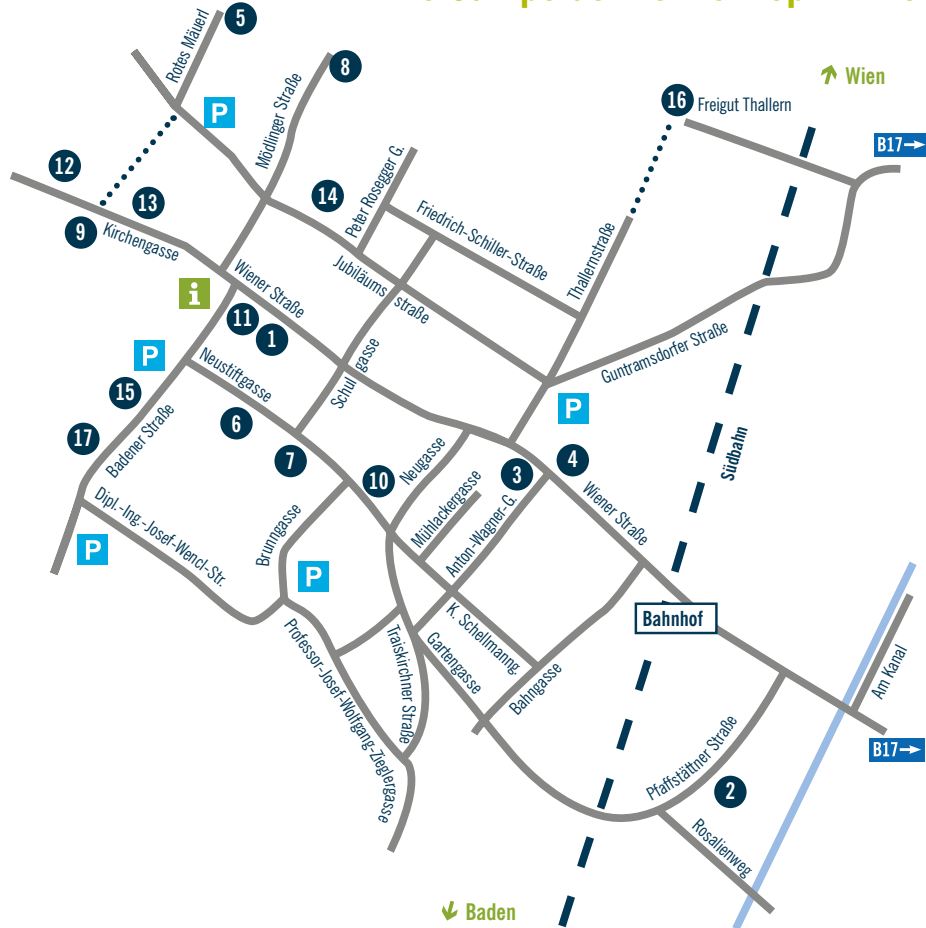 5
Rotes Mäuerl
8
P
Mödlinger Straße
↗ Wien
16
Freigut Thallern
B17→
12
13
14
9
Kirchengasse
Peter Rosegger G.
Friedrich-Schiller-Straße
Thallernstraße
Jubiläums straße
i
Wiener Straße
11
1
Guntramsdorfer Straße
P
Neustiftgasse
Schulgasse
15
P
6
17
Badener Straße
7
10
Neugasse
3
4
Südbahn
Mühlackergasse
Anton-Wagner-G.
Wiener Straße
P
Dipl.-Ing.-Josef-Wencl-Str.
Brunngasse
P
Bahnhof
K. Schellmanng.
Traiskirchner Straße
Gartengasse
Professor-Josef-Wolfgang-Zieglergasse
Bahngasse
Am Kanal
B17→
Pfaffstättner Straße
2
Rosalienweg
↙ Baden